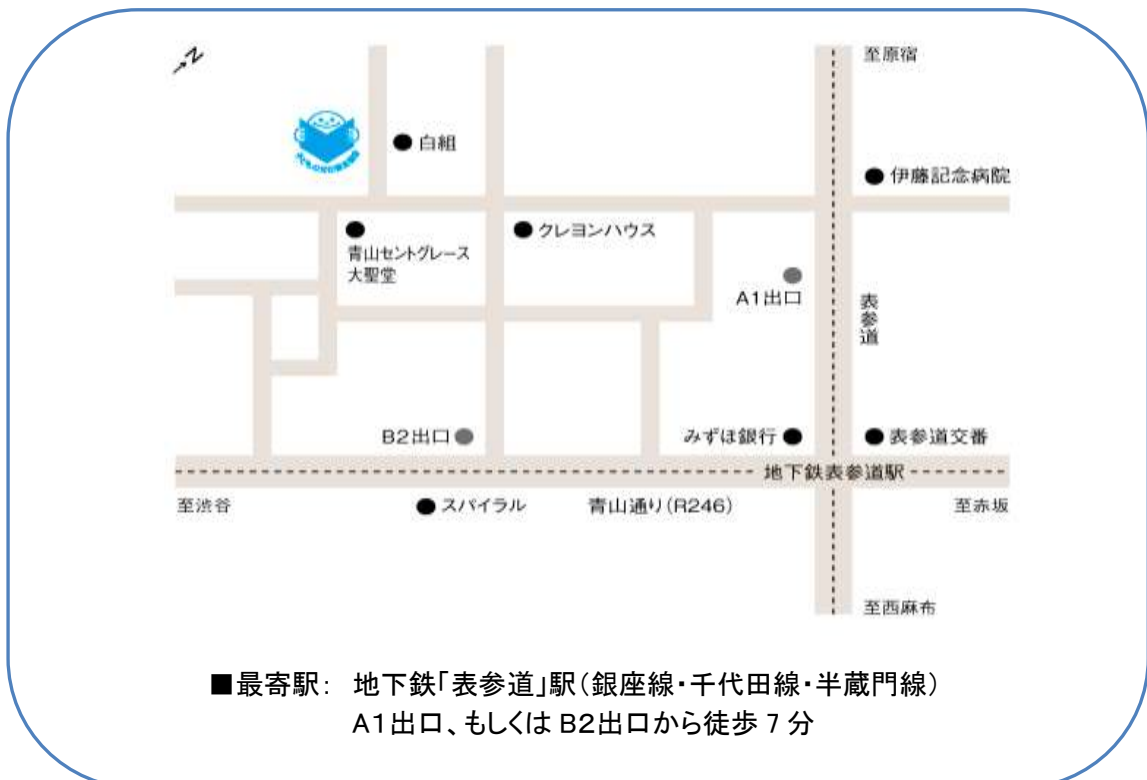 N
至原宿
白組
伊藤記念病院
クレヨンハウス
青山セントグレース
大聖堂
A1出口
表参道
B2出口
みずほ銀行
表参道交番
地下鉄表参道駅
至渋谷
スパイラル
青山通り(R246)
至赤坂
至西麻布
■最寄駅: 地下鉄「表参道」駅(銀座線・千代田線・半蔵門線)
A1出口、もしくは B2出口から徒歩 7 分